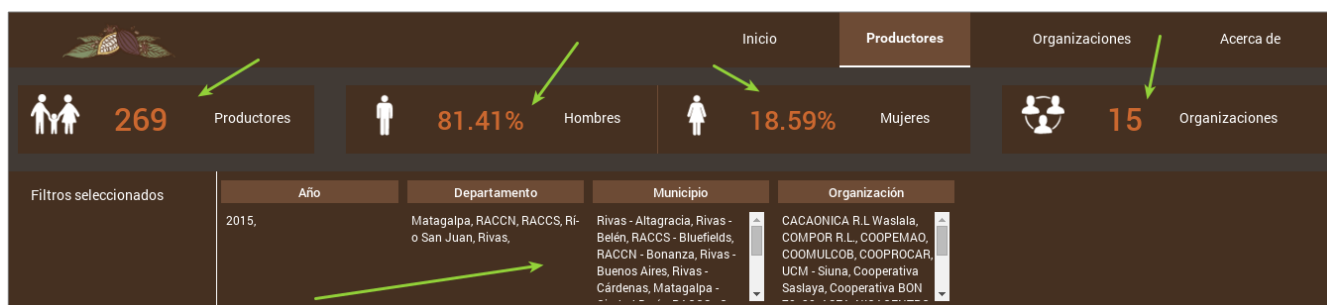 Inicio
Productores
Organizaciones
Acerca de
269 Productores
81.41% Hombres
18.59% Mujeres
15 Organizaciones
Filtros seleccionados
Año
2015,
Departamento
Matagalpa, RACCN, RACCS, Rí-
o San Juan, Rivas,
Municipio
Rivas - Altagracia, Rivas -
Belén, RACCS - Bluefields,
RACCN - Bonanza, Rivas -
Buenos Aires, Rivas -
Cárdenas, Matagalpa -
Organización
CACAONICA R.L Waslala,
COMPOR R.L., COOPEMAO,
COOMULCOB, COOPROCAR,
UCM - Siuna, Cooperativa
Saslaya, Cooperativa BON